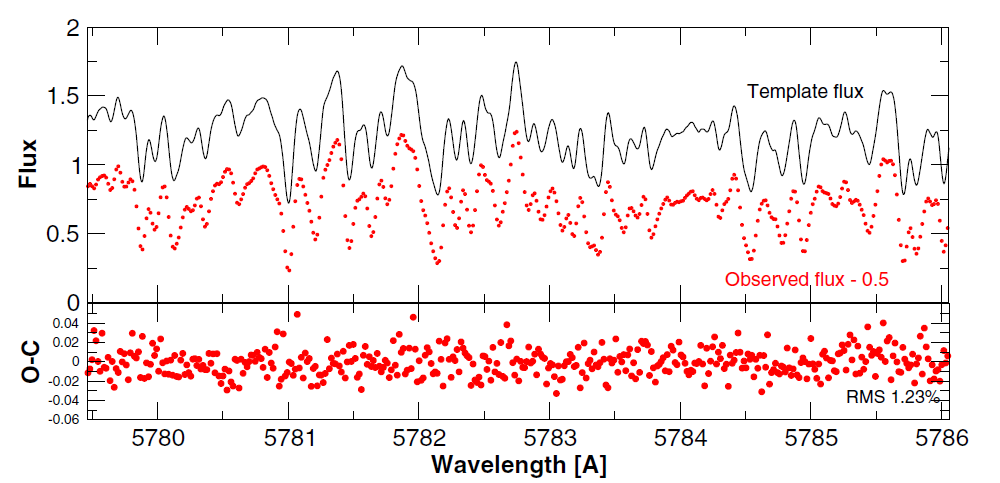 2
1.5
1
0.5
0
Flux
Template flux
Observed flux - 0.5
0.04
0.02
0
-0.02
-0.04
-0.06
O-C
RMS 1.23%
5780 5781 5782 5783 5784 5785 5786
Wavelength [A]